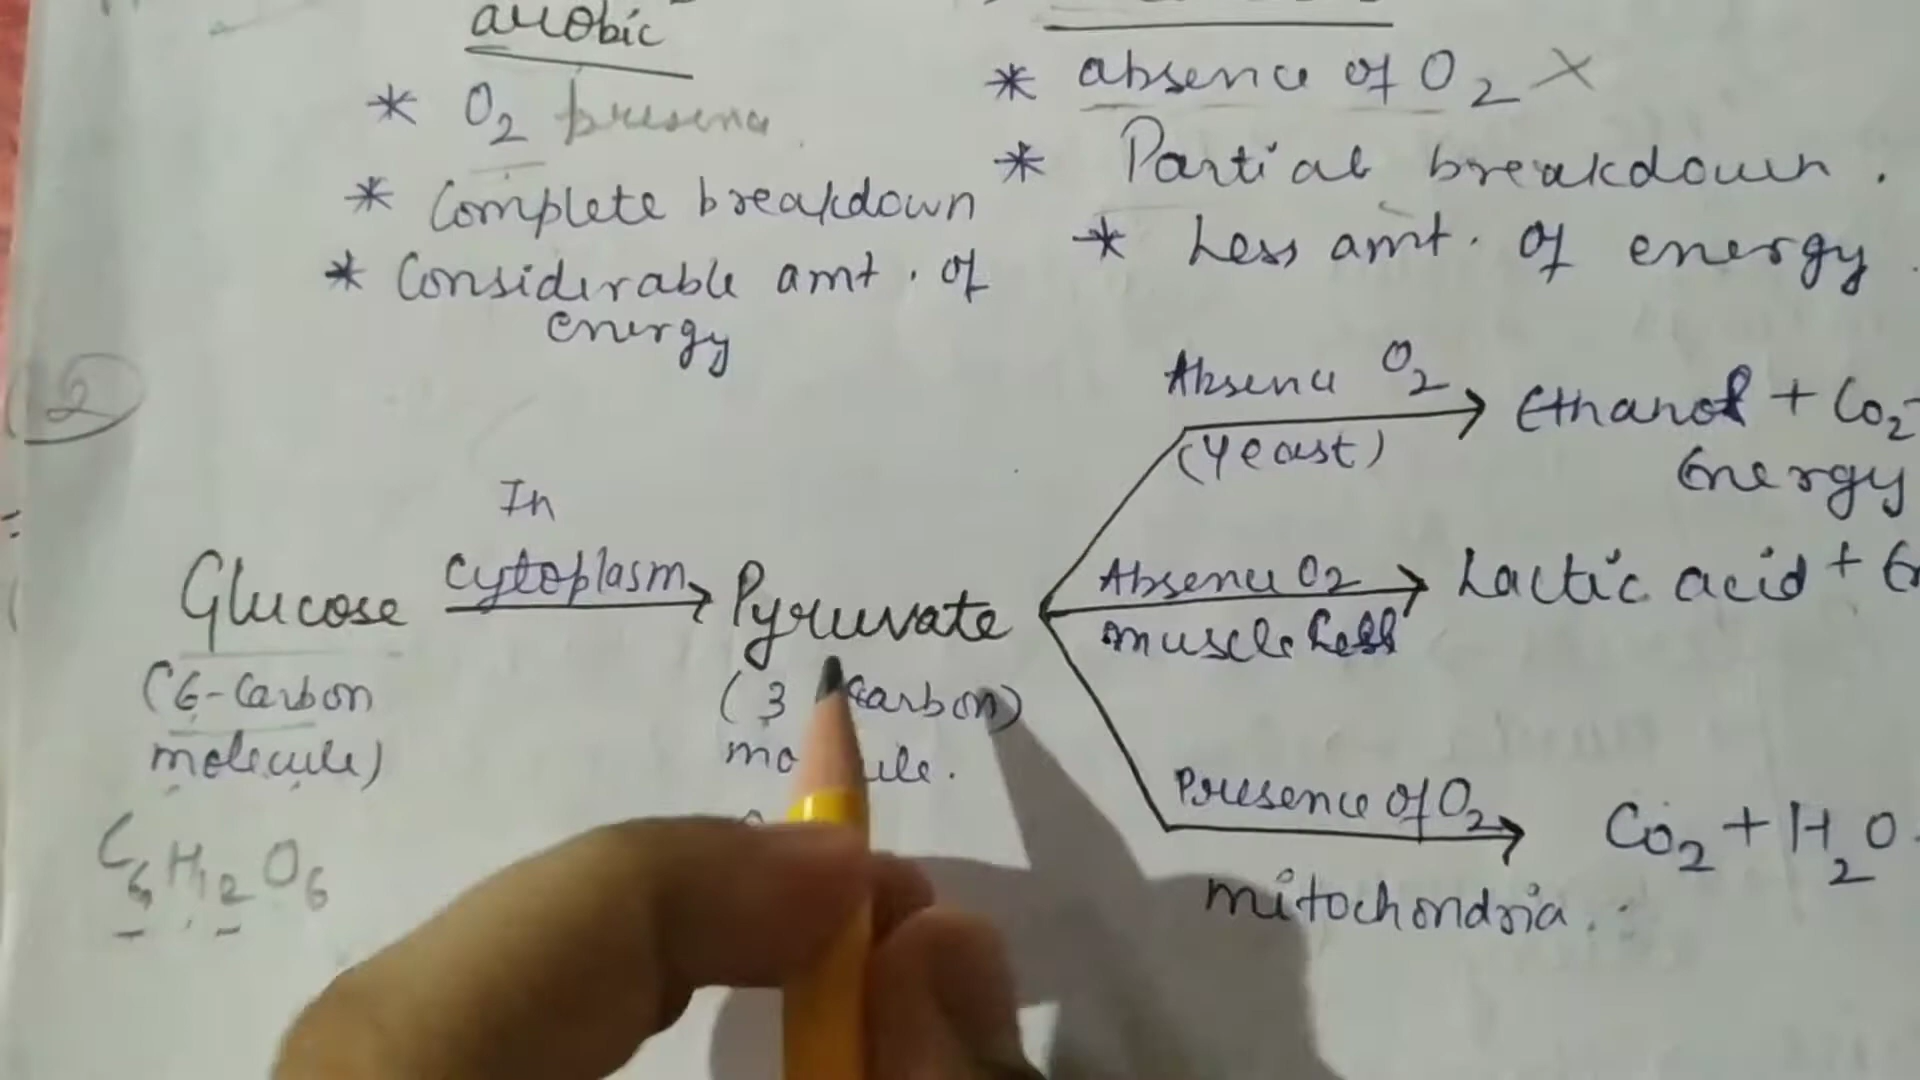 aerobic
* O2 presence
* Complete breakdown
* Considerable amt. of
energy
* absence of O2 ×
* Partial breakdown.
* Less amt. of energy.
2
Absence O2
(Yeast)
Ethanol + CO2
Energy
In
Cytoplasm
Glucose
Pyruvate
(6-Carbon
molecule)
(3 carbon)
Absence O2
muscle
Lactic acid +
Presence of O2
mitochondria.
CO2 + H2O
C6H12O6